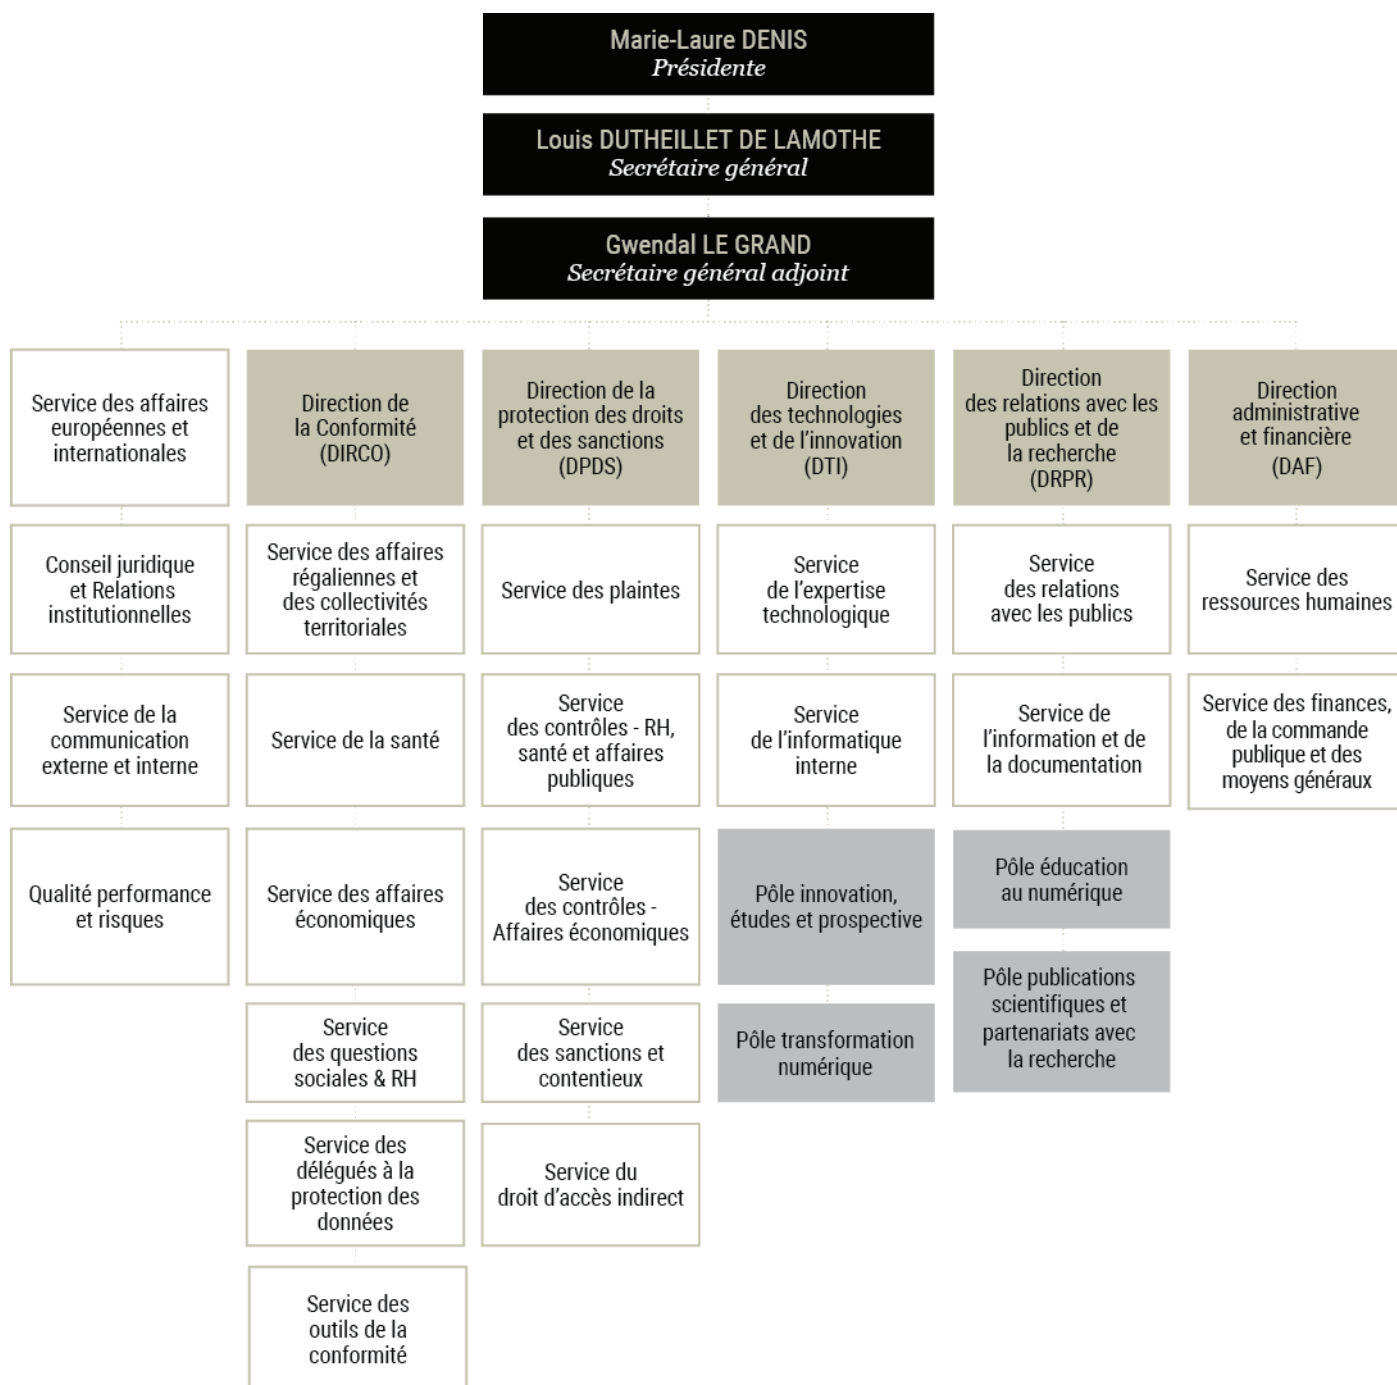 Marie-Laure DENIS
Présidente
Louis DUTHEILLET DE LAMOTHE
Secrétaire général
Gwendal LE GRAND
Secrétaire général adjoint
Service des affaires
européennes et
internationales
Direction de
la Conformité
(DIRCO)
Direction de la
protection des droits
et des sanctions
(DPDS)
Direction
des technologies
et de l'innovation
(DTI)
Direction
des relations avec les
publics et de
la recherche
(DRPR)
Direction
administrative
et financière
(DAF)
Conseil juridique
et Relations
institutionnelles
Service des affaires
régaliennes et
des collectivités
territoriales
Service des plaintes
Service
de l'expertise
technologique
Service
des relations
avec les publics
Service des
ressources humaines
Service de la
communication
externe et interne
Service de la santé
Service
des contrôles - RH,
santé et affaires
publiques
Service
de l'informatique
interne
Service de
l'information et de
la documentation
Service des finances,
de la commande
publique et des
moyens généraux
Qualité performance
et risques
Service des affaires
économiques
Service
des contrôles -
Affaires économiques
Pôle innovation,
études et prospective
Pôle éducation
au numérique
Service
des questions
sociales & RH
Service
des sanctions et
contentieux
Pôle transformation
numérique
Pôle publications
scientifiques et
partenariats avec
la recherche
Service des
délégués à la
protection des
données
Service du
droit d'accès indirect
Service des
outils de la
conformité